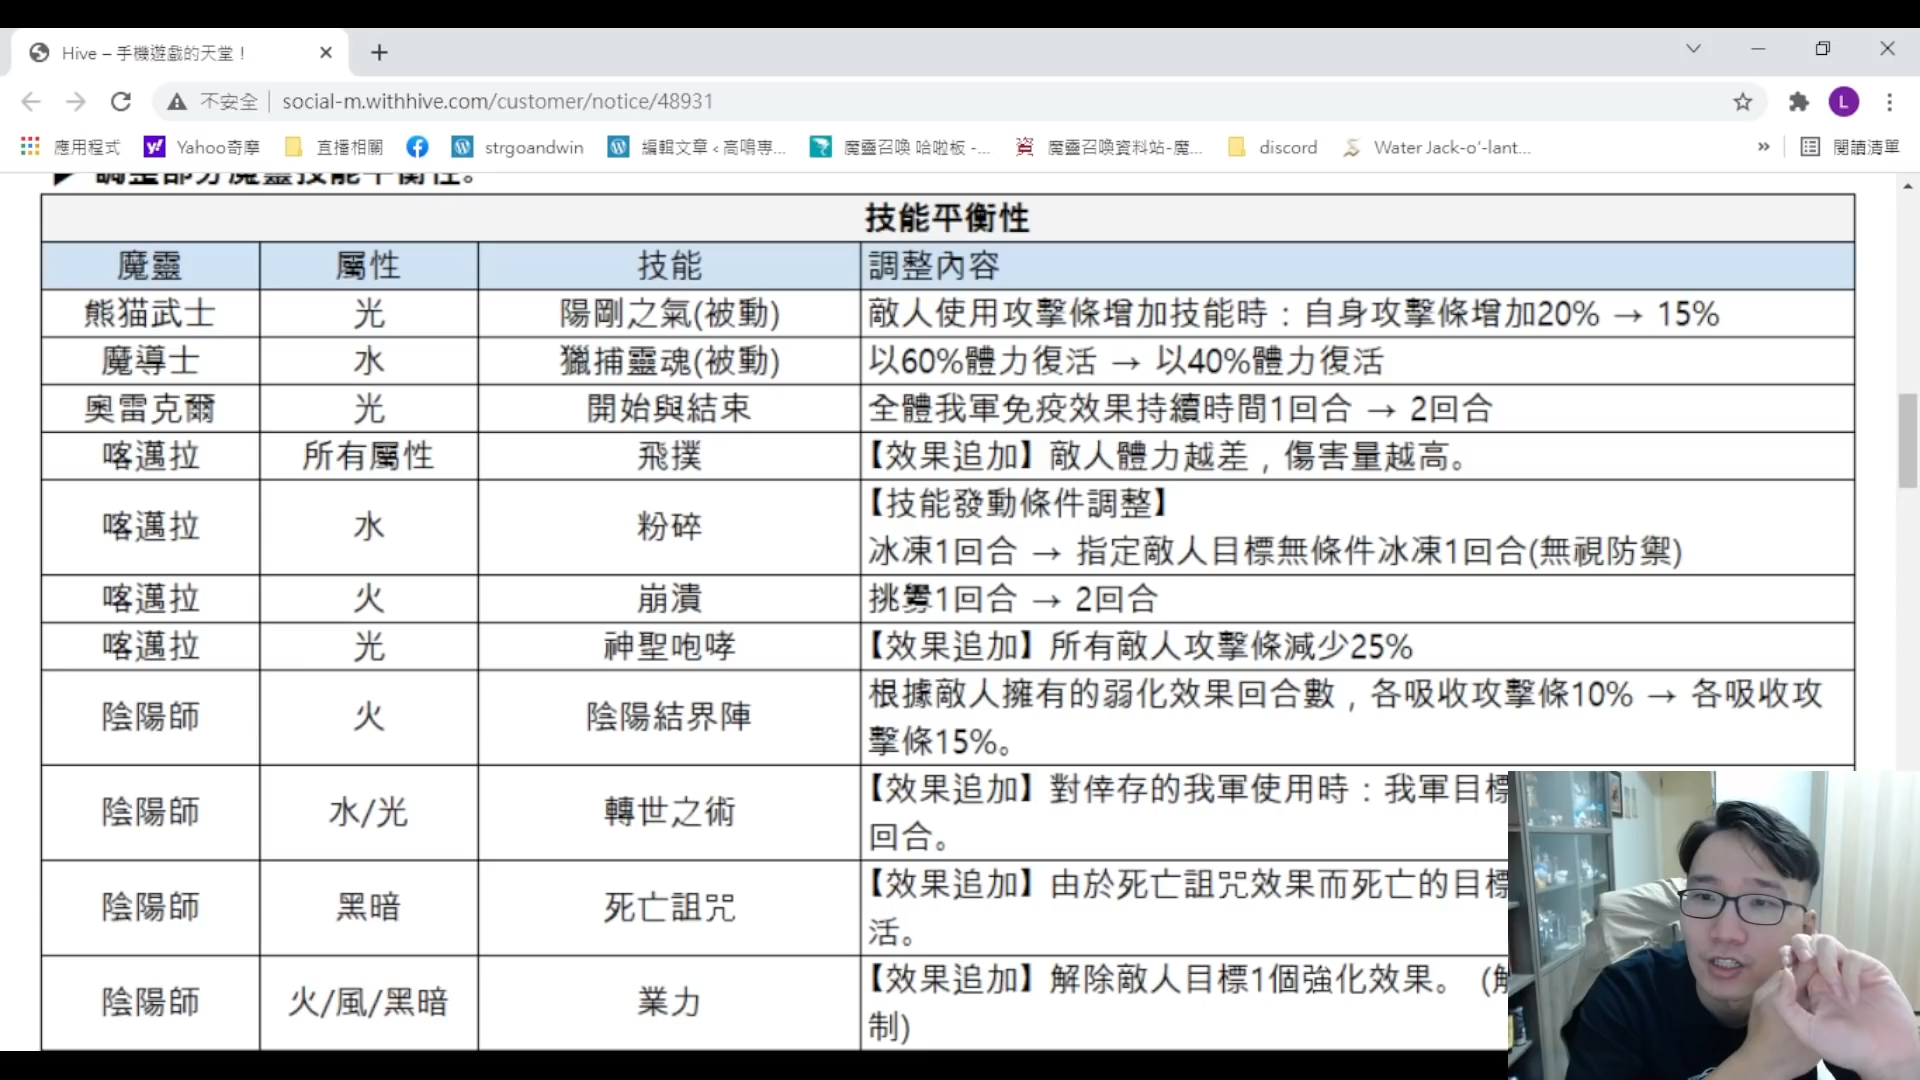 Hive – 手機遊戲的天堂！
不安全 social-m.withhive.com/customer/notice/48931
L
應用程式 Yahoo奇摩 直播相關 strgoandwin 編輯文章 ‹ 高鳴専... 魔靈召喚 哈啦板 -... 魔靈召喚資料站-魔... discord Water Jack-o'-lant... » 閱讀清單
▶ 調整部分魔靈技能平衡性。
技能平衡性
魔靈 屬性 技能 調整內容
熊猫武士 光 陽剛之氣(被動) 敵人使用攻擊條增加技能時：自身攻擊條增加20% → 15%
魔導士 水 獵捕靈魂(被動) 以60%體力復活 → 以40%體力復活
奧雷克爾 光 開始與結束 全體我軍免疫效果持續時間1回合 → 2回合
喀邁拉 所有屬性 飛撲 【效果追加】敵人體力越差，傷害量越高。
喀邁拉 水 粉碎 【技能發動條件調整】
冰凍1回合 → 指定敵人目標無條件冰凍1回合(無視防禦)
喀邁拉 火 崩潰 挑釁1回合 → 2回合
喀邁拉 光 神聖咆哮 【效果追加】所有敵人攻擊條減少25%
陰陽師 火 陰陽結界陣 根據敵人擁有的弱化效果回合數，各吸收攻擊條10% → 各吸收攻
擊條15%。
陰陽師 水/光 轉世之術 【效果追加】對倖存的我軍使用時：我軍目標
回合。
陰陽師 黑暗 死亡詛咒 【效果追加】由於死亡詛咒效果而死亡的目標
活。
陰陽師 火/風/黑暗 業力 【效果追加】解除敵人目標1個強化效果。 (
制)